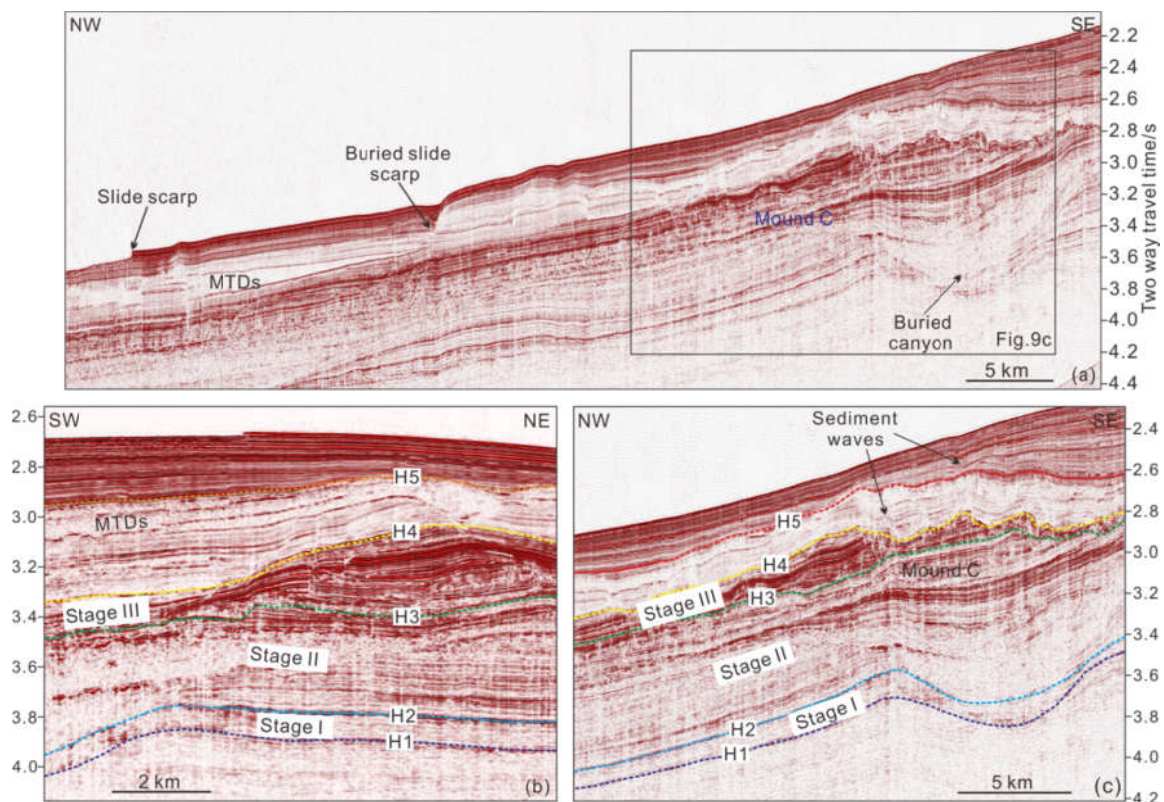 NW
SE
2.2
2.4
2.6
2.8
3.0
3.2
3.4
3.6
3.8
4.0
4.2
4.4
Two way travel time/s
Slide scarp
Buried slide
scarp
Mound C
MTDs
Buried
canyon
Fig.9c
5 km
(a)
SW
NE
2.6
2.8
3.0
3.2
3.4
3.6
3.8
4.0
H5
MTDs
H4
Stage III
H3
Stage II
H2
Stage I
H1
2 km
(b)
NW
SE
Sediment
waves
2.4
2.6
2.8
3.0
3.2
3.4
3.6
3.8
4.0
4.2
H5
H4
Mound C
Stage III
H3
Stage II
Stage I
H2
H1
5 km
(c)